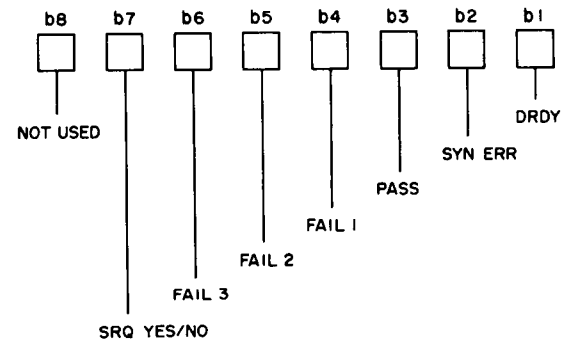 b8 b7 b6 b5 b4 b3 b2 b1
NOT USED
DRDY
SYN ERR
PASS
FAIL 1
FAIL 2
FAIL 3
SRQ YES/NO